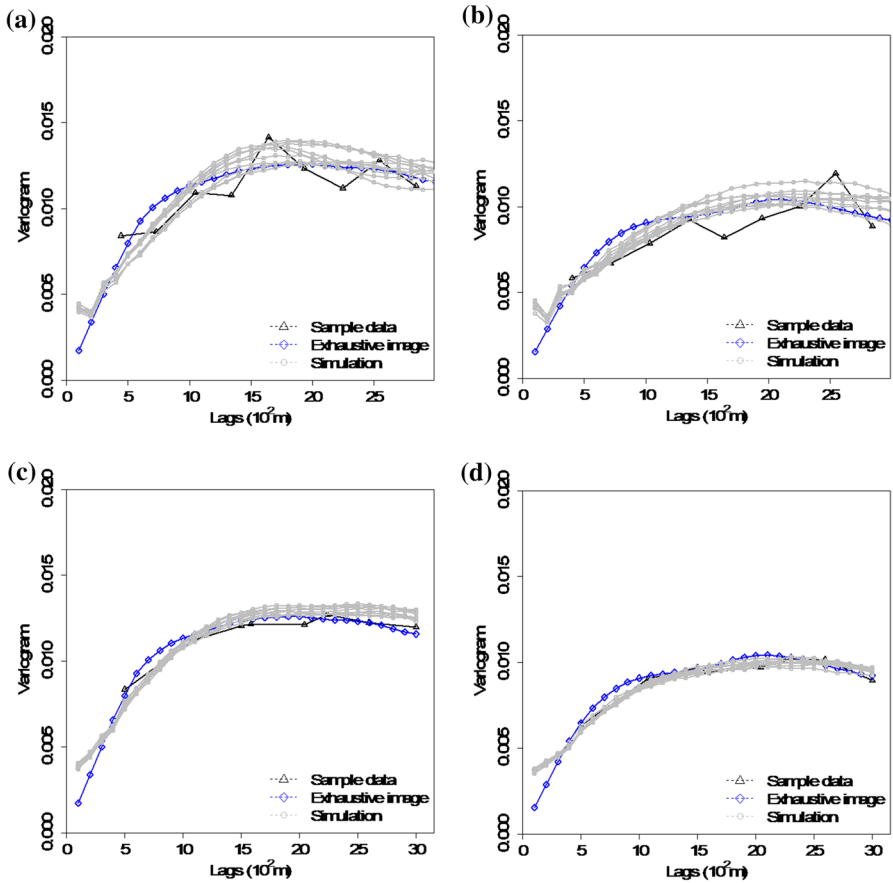 (a)
0.020
0.015
0.010
0.005
0.000
Variogram
0 5 10 15 20 25
Lags (10²m)
Sample data
Exhaustive image
Simulation
(b)
0.020
0.015
0.010
0.005
0.000
Variogram
0 5 10 15 20 25
Lags (10²m)
Sample data
Exhaustive image
Simulation
(c)
0.020
0.015
0.010
0.005
0.000
Variogram
0 5 10 15 20 25 30
Lags (10²m)
Sample data
Exhaustive image
Simulation
(d)
0.020
0.015
0.010
0.005
0.000
Variogram
0 5 10 15 20 25 30
Lags (10²m)
Sample data
Exhaustive image
Simulation